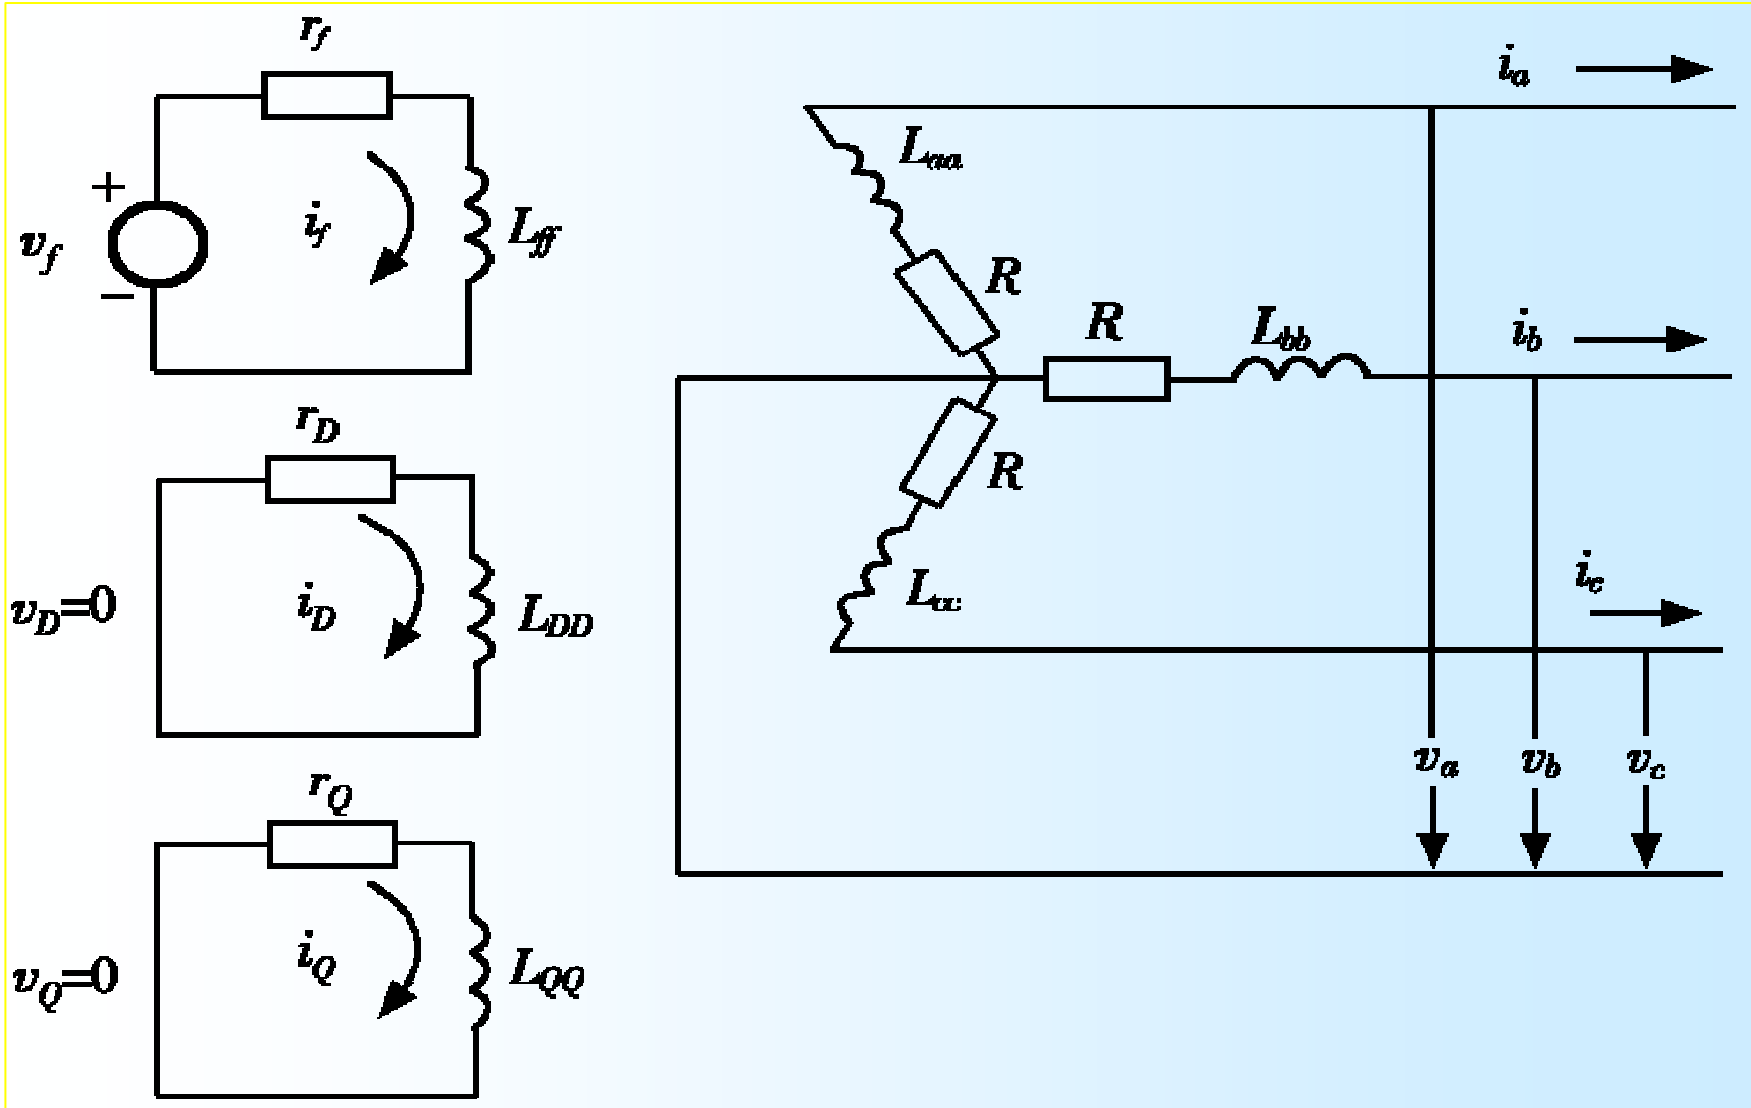 r_f
+
v_f
−
i_f
L_ff
r_D
v_D=0
i_D
L_DD
r_Q
v_Q=0
i_Q
L_QQ
i_a
L_aa
R
R
L_bb
i_b
R
L_cc
i_c
v_a
v_b
v_c